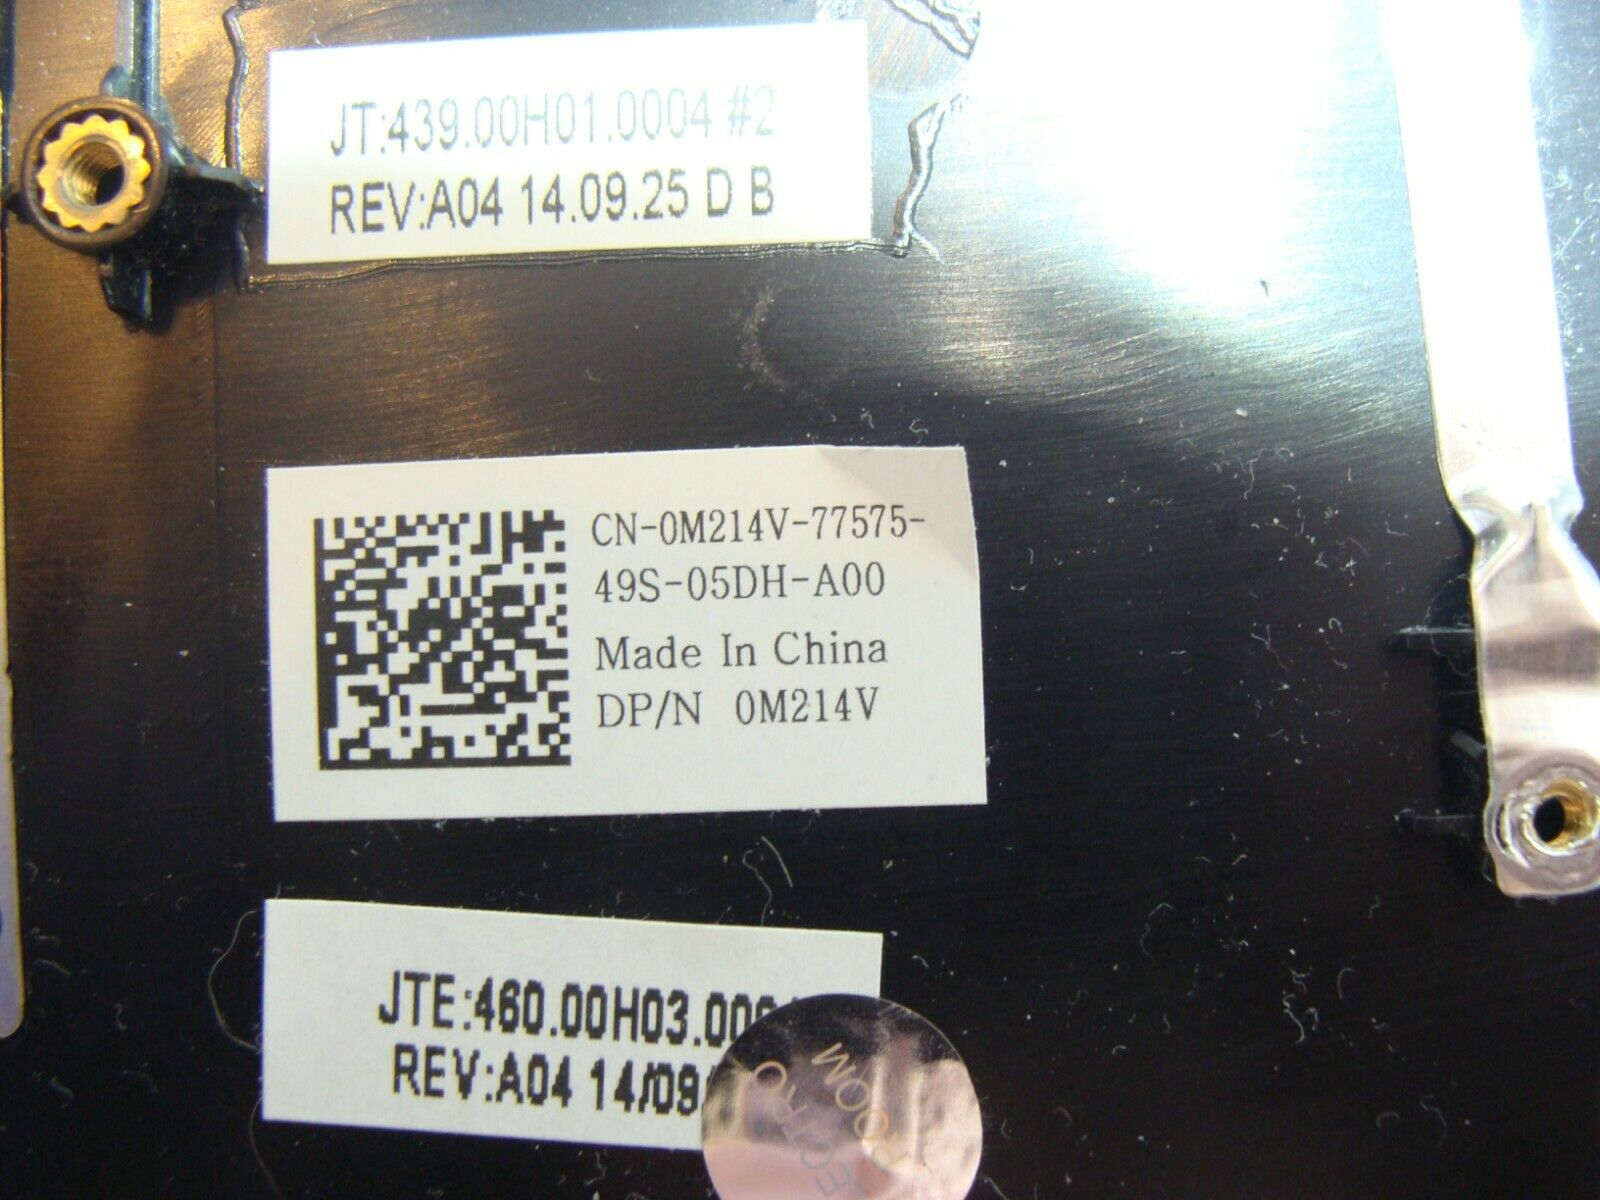 JT:439.00H01.0004 #2
REV:A04 14.09.25 D B
CN-0M214V-77575-
49S-05DH-A00
Made In China
DP/N 0M214V
JTE:460.00H03.000
REV:A04 14/09/
ROOM